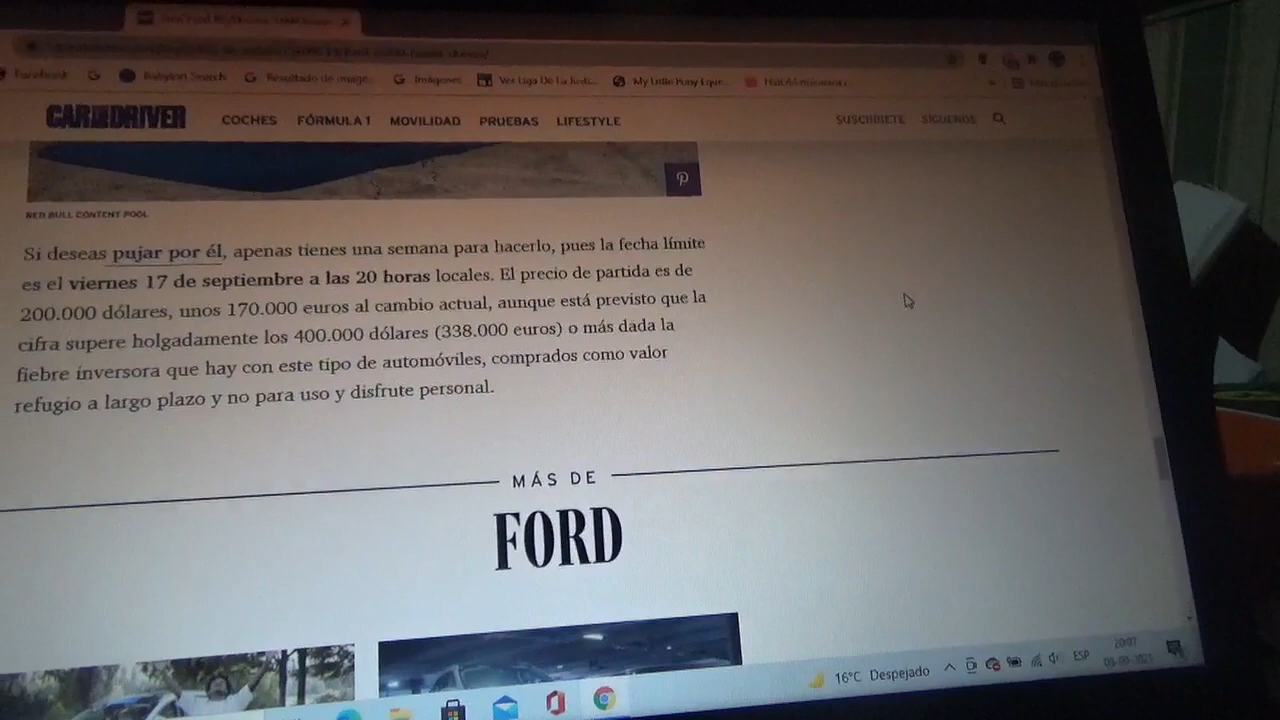 Facebook
Babylon Search
Resultado de image...
Imágenes
Ver Liga De La Justi...
My Little Pony Eque...
CAR AND DRIVER
COCHES FÓRMULA 1 MOVILIDAD PRUEBAS LIFESTYLE
SUSCRÍBETE SÍGUENOS
RED BULL CONTENT POOL
Si deseas pujar por él, apenas tienes una semana para hacerlo, pues la fecha límite
es el viernes 17 de septiembre a las 20 horas locales. El precio de partida es de
200.000 dólares, unos 170.000 euros al cambio actual, aunque está previsto que la
cifra supere holgadamente los 400.000 dólares (338.000 euros) o más dada la
fiebre inversora que hay con este tipo de automóviles, comprados como valor
refugio a largo plazo y no para uso y disfrute personal.
MÁS DE
FORD
16°C Despejado
ESP
20:07